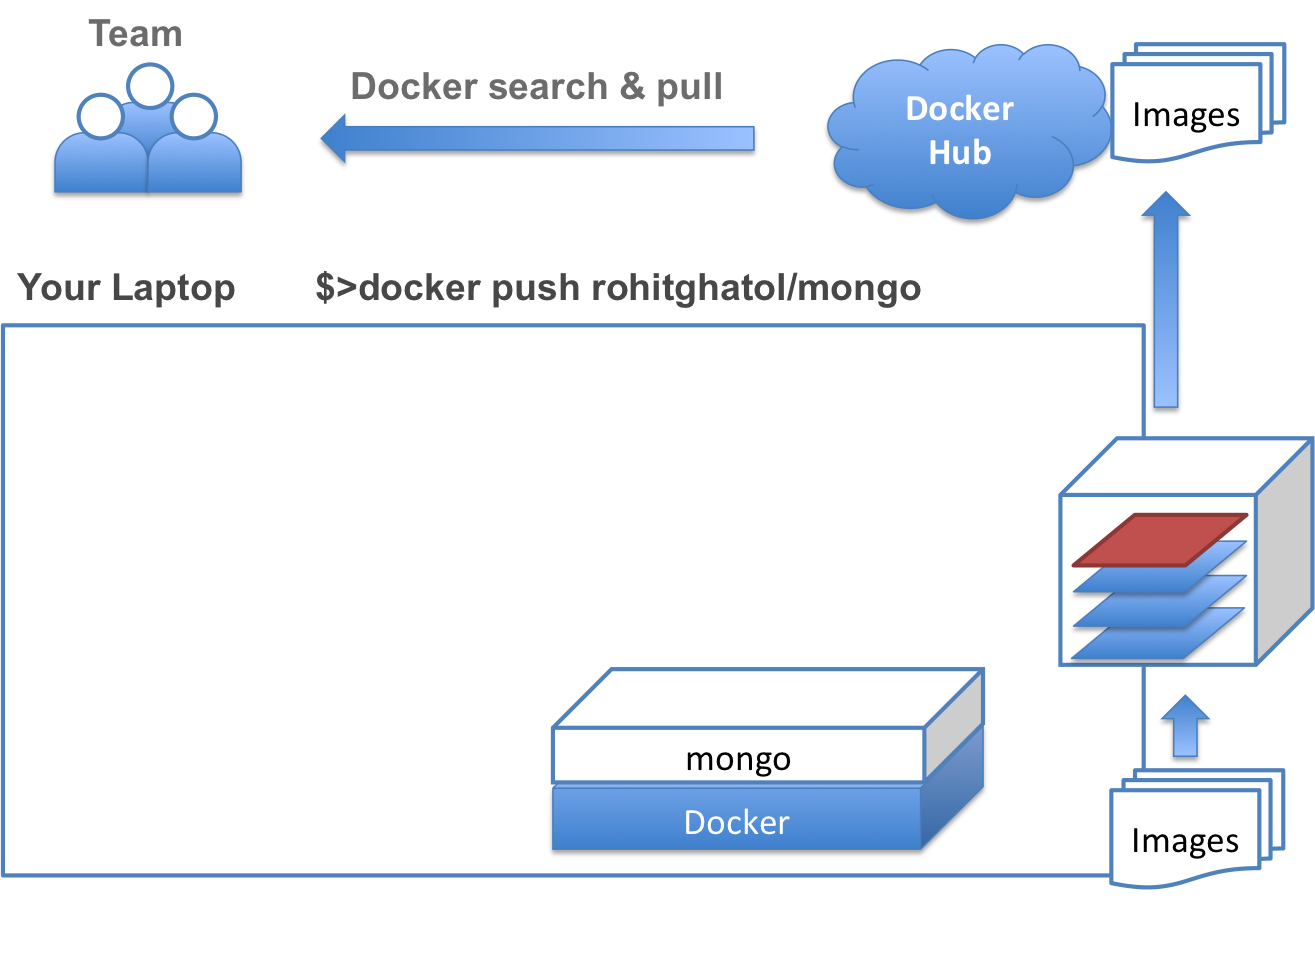 Team
Docker search & pull
Docker
Hub
Images
Your Laptop
$>docker push rohitghatol/mongo
mongo
Docker
Images